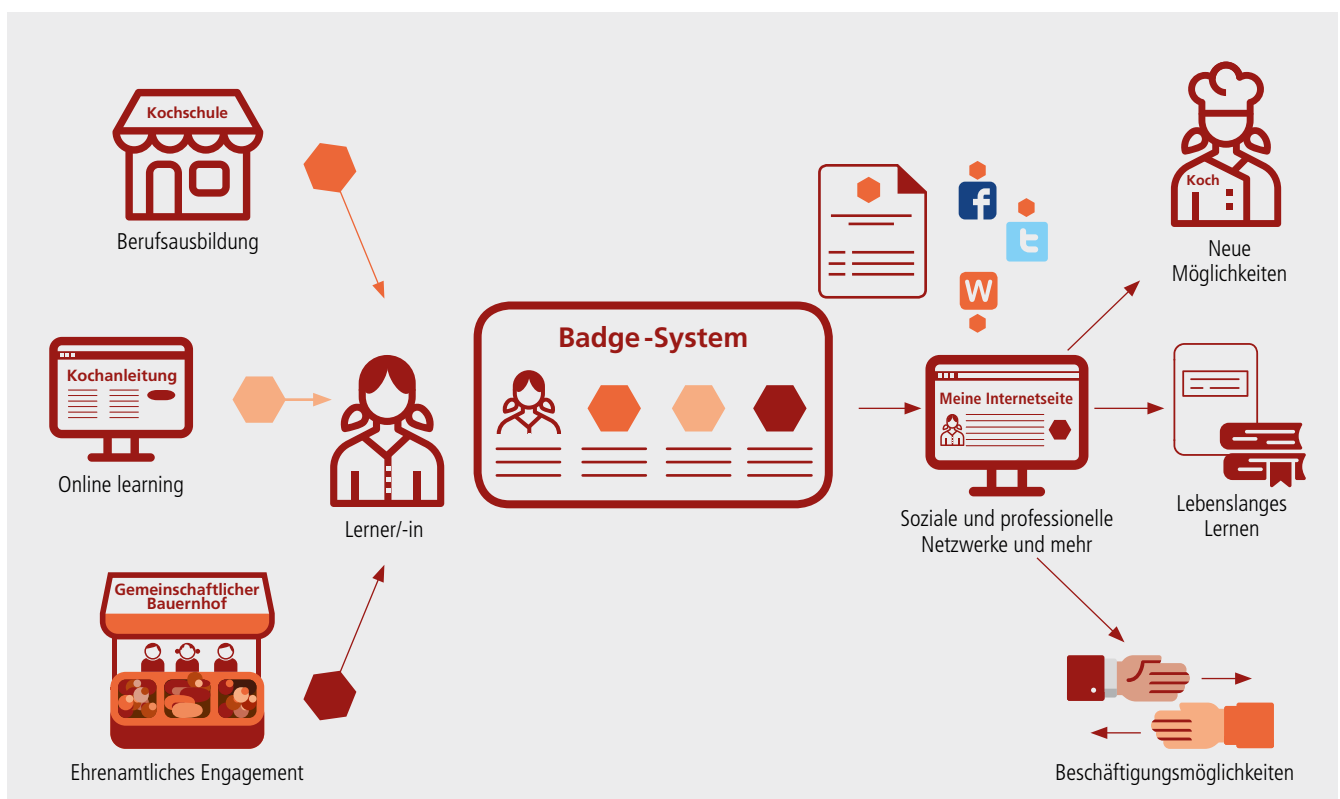 Kochschule
Berufsausbildung
Kochanleitung
Online learning
Gemeinschaftlicher
Bauernhof
Ehrenamtliches Engagement
Lerner/-in
Badge-System
f
t
W
Meine Internetseite
Soziale und professionelle
Netzwerke und mehr
Koch
Neue
Möglichkeiten
Lebenslanges
Lernen
Beschäftigungsmöglichkeiten